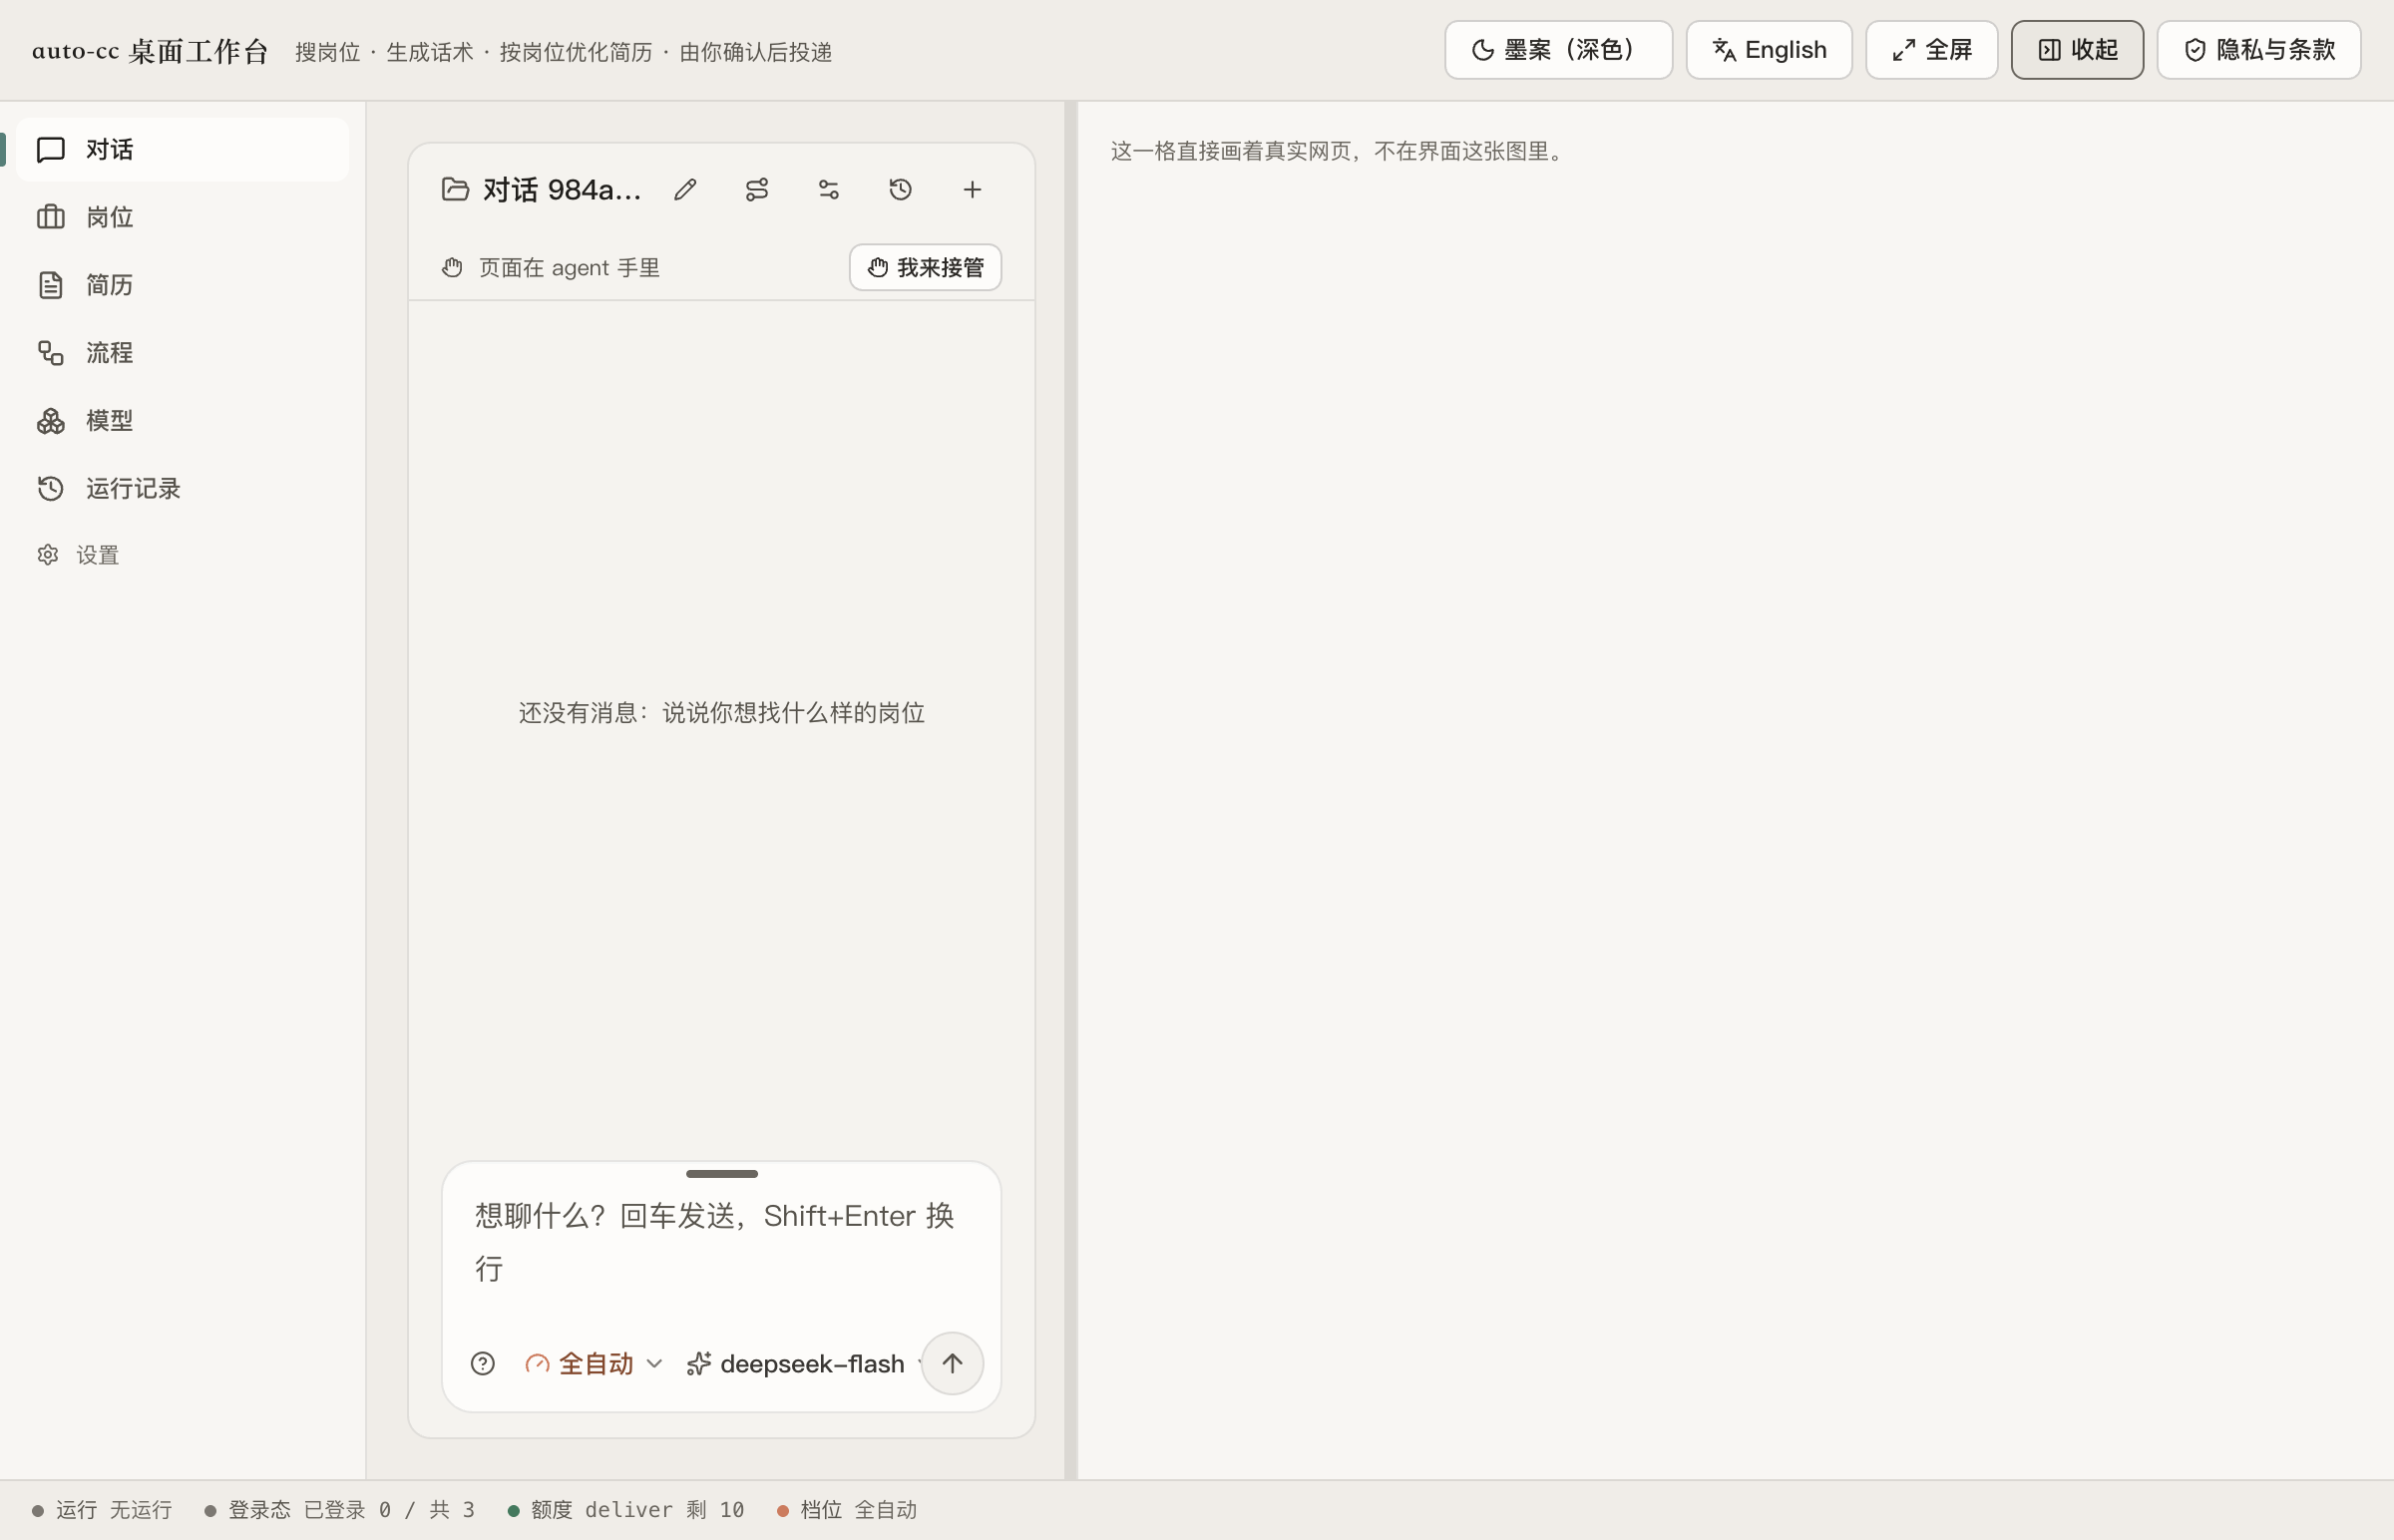 auto-cc 桌面工作台
搜岗位 · 生成话术 · 按岗位优化简历 · 由你确认后投递
墨案（深色）
English
全屏
收起
隐私与条款
对话
岗位
简历
流程
模型
运行记录
设置
对话 984a...
页面在 agent 手里
我来接管
还没有消息：说说你想找什么样的岗位
想聊什么？回车发送，Shift+Enter 换
行
全自动
deepseek-flash
这一格直接画着真实网页，不在界面这张图里。
运行 无运行
登录态 已登录 0 / 共 3
额度 deliver 剩 10
档位 全自动